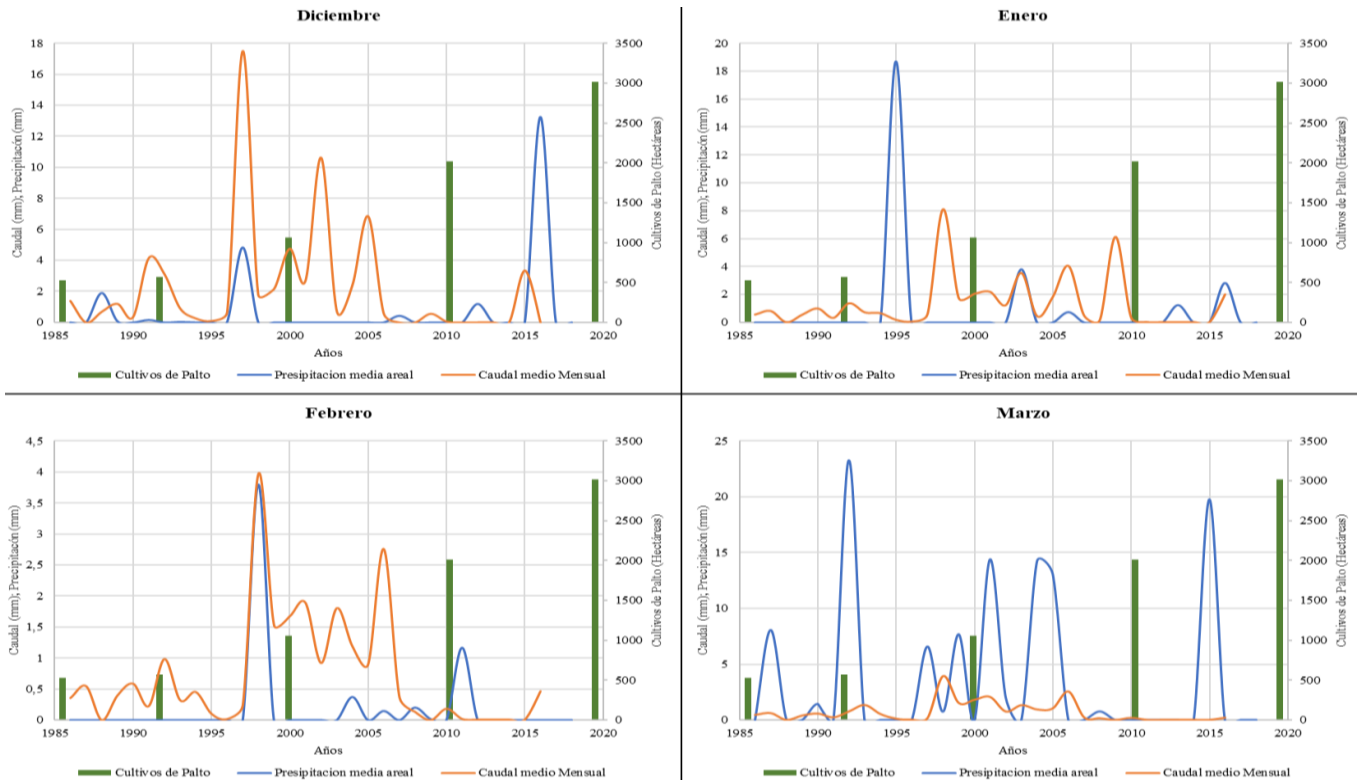 Diciembre
Caudal (mm); Precipitacón (mm)
18
16
14
12
10
8
6
4
2
0
3500
3000
2500
2000
1500
1000
500
0
Cultivos de Palto (Hectáreas)
1985 1990 1995 2000 2005 2010 2015 2020
Años
Cultivos de Palto Presipitacion media areal Caudal medio Mensual
Enero
Caudal (mm); Precipitacón (mm)
20
18
16
14
12
10
8
6
4
2
0
3500
3000
2500
2000
1500
1000
500
0
Cultivos de Palto (Hectáreas)
1985 1990 1995 2000 2005 2010 2015 2020
Años
Cultivos de Palto Presipitacion media areal Caudal medio Mensual
Febrero
Caudal (mm); Precipitacón (mm)
4,5
4
3,5
3
2,5
2
1,5
1
0,5
0
3500
3000
2500
2000
1500
1000
500
0
Cultivos de Palto (Hectáreas)
1985 1990 1995 2000 2005 2010 2015 2020
Años
Cultivos de Palto Presipitacion media areal Caudal medio Mensual
Marzo
Caudal (mm); Precipitacón (mm)
25
20
15
10
5
0
3500
3000
2500
2000
1500
1000
500
0
Cultivos de Palto (Hectáreas)
1985 1990 1995 2000 2005 2010 2015 2020
Años
Cultivos de Palto Presipitacion media areal Caudal medio Mensual